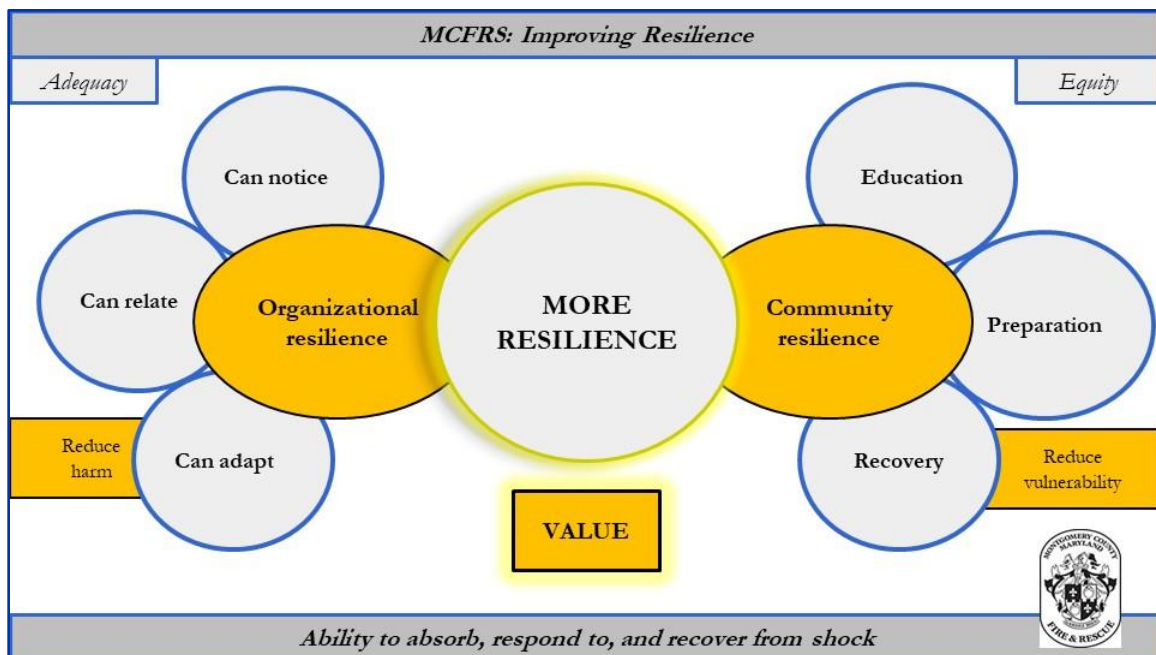 MCFRS: Improving Resilience
Adequacy
Equity
Can notice
Education
Can relate
Organizational
resilience
MORE
RESILIENCE
Community
resilience
Preparation
Reduce
harm
Can adapt
Recovery
Reduce
vulnerability
VALUE
MONTGOMERY COUNTY
MARYLAND
FIRE & RESCUE
Ability to absorb, respond to, and recover from shock